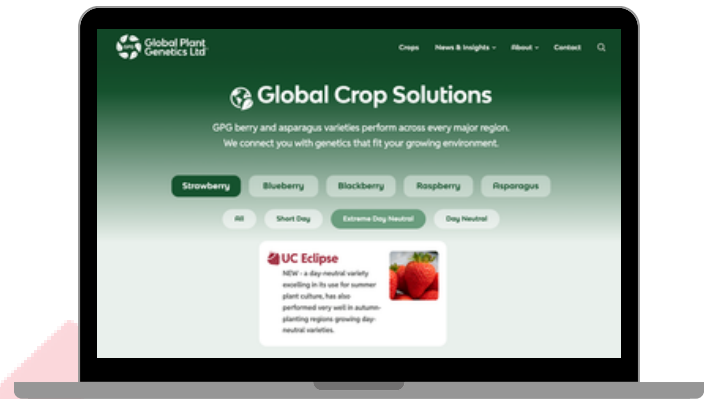 GPG
Global Plant
Genetics Ltd
Crops
News & Insights
About
Contact
Global Crop Solutions
GPG berry and asparagus varieties perform across every major region.
We connect you with genetics that fit your growing environment.
Strawberry
Blueberry
Blackberry
Raspberry
Asparagus
All
Short Day
Extreme Day Neutral
Day Neutral
UC Eclipse
NEW - a day-neutral variety
excelling in its use for summer
plant culture, has also
performed very well in autumn-
planting regions growing day-
neutral varieties.